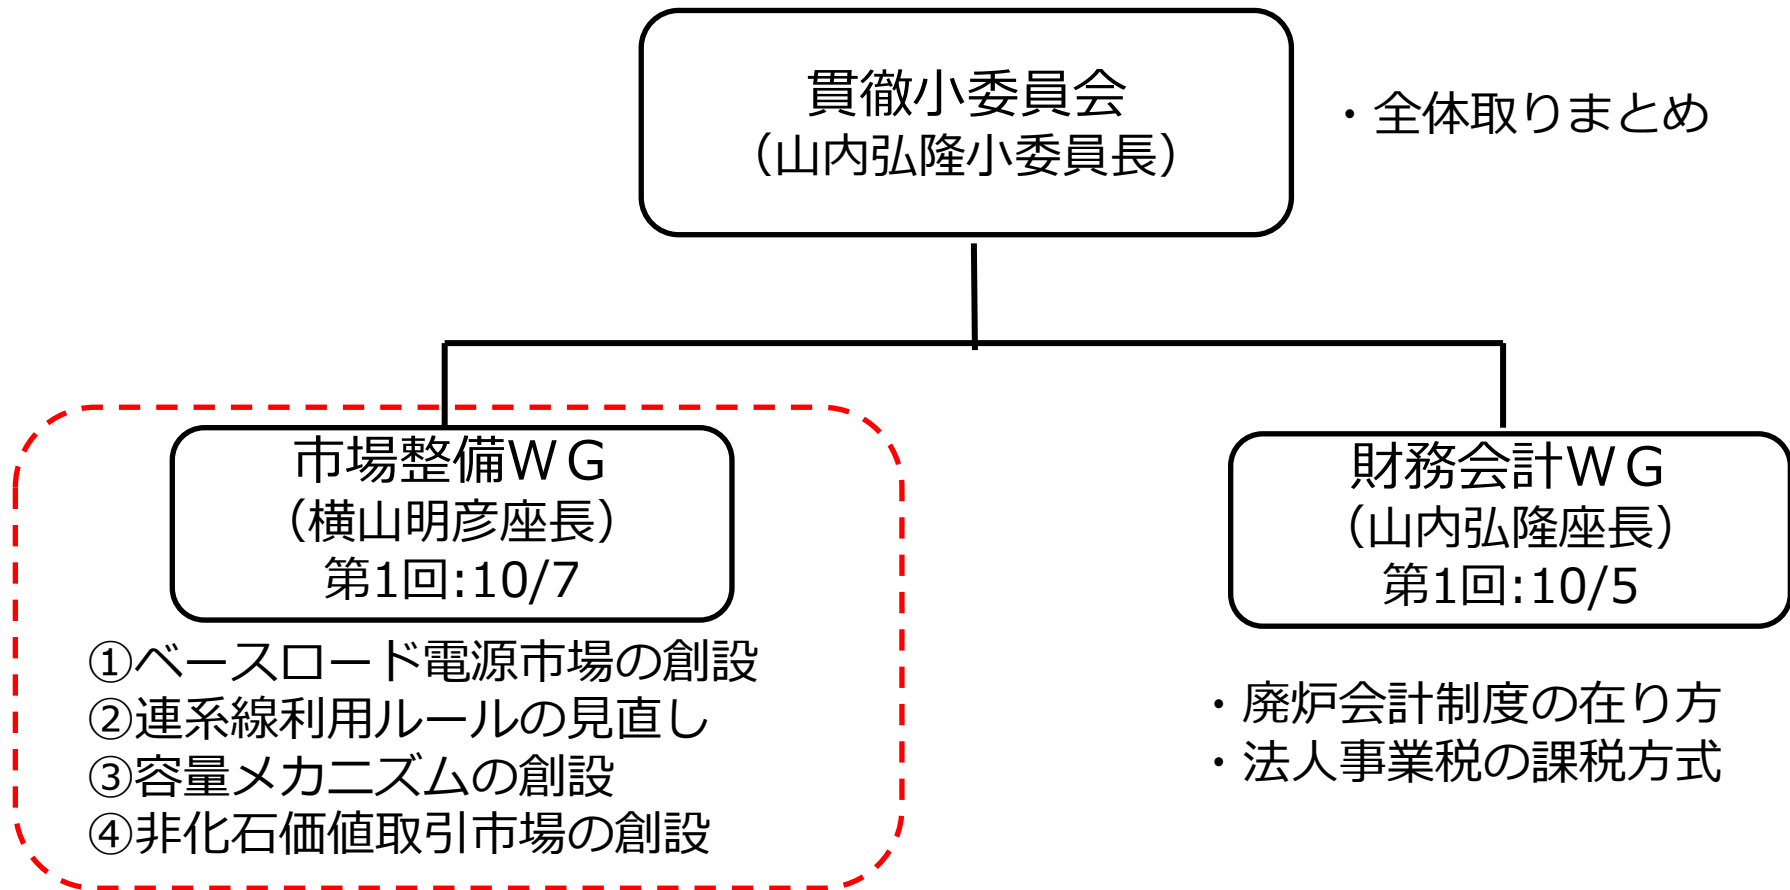 貫徹小委員会
（山内弘隆小委員長）
・全体取りまとめ
市場整備ＷＧ
（横山明彦座長）
第1回:10/7
①ベースロード電源市場の創設
②連系線利用ルールの見直し
③容量メカニズムの創設
④非化石価値取引市場の創設
財務会計ＷＧ
（山内弘隆座長）
第1回:10/5
・廃炉会計制度の在り方
・法人事業税の課税方式